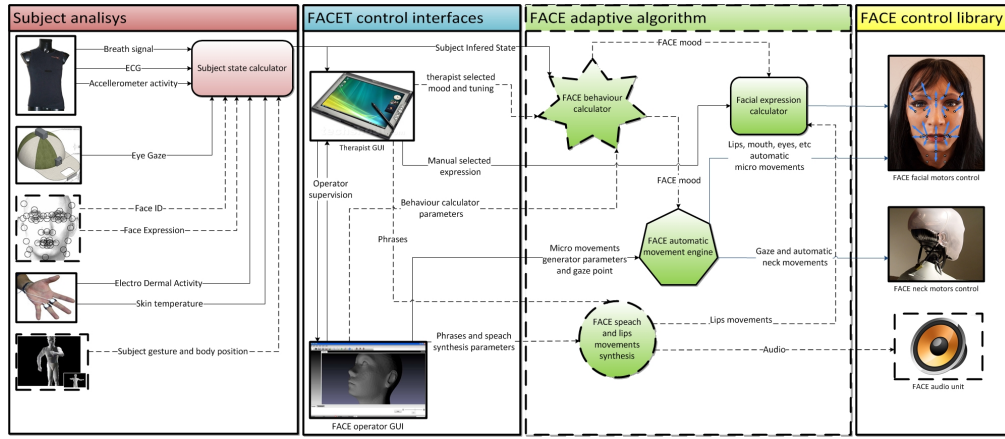 Subject analisys
Breath signal
ECG
Accellerometer activity
Subject state calculator
Eye Gaze
Face ID
Face Expression
Electro Dermal Activity
Skin temperature
Subject gesture and body position
FACET control interfaces
Subject Infered State
therapist selected
mood and tuning
Therapist GUI
Operator
supervision
Manual selected
expression
Behaviour calculator
parameters
Phrases
Micro movements
generator parameters
and gaze point
Phrases and speach
synthesis parameters
FACE operator GUI
FACE adaptive algorithm
FACE mood
FACE behaviour
calculator
Facial expression
calculator
Lips, mouth, eyes, etc
automatic
micro movements
FACE mood
FACE automatic
movement engine
Gaze and automatic
neck movements
FACE speach
and lips
movements
synthesis
Lips movements
Audio
FACE control library
FACE facial motors control
FACE neck motors control
FACE audio unit